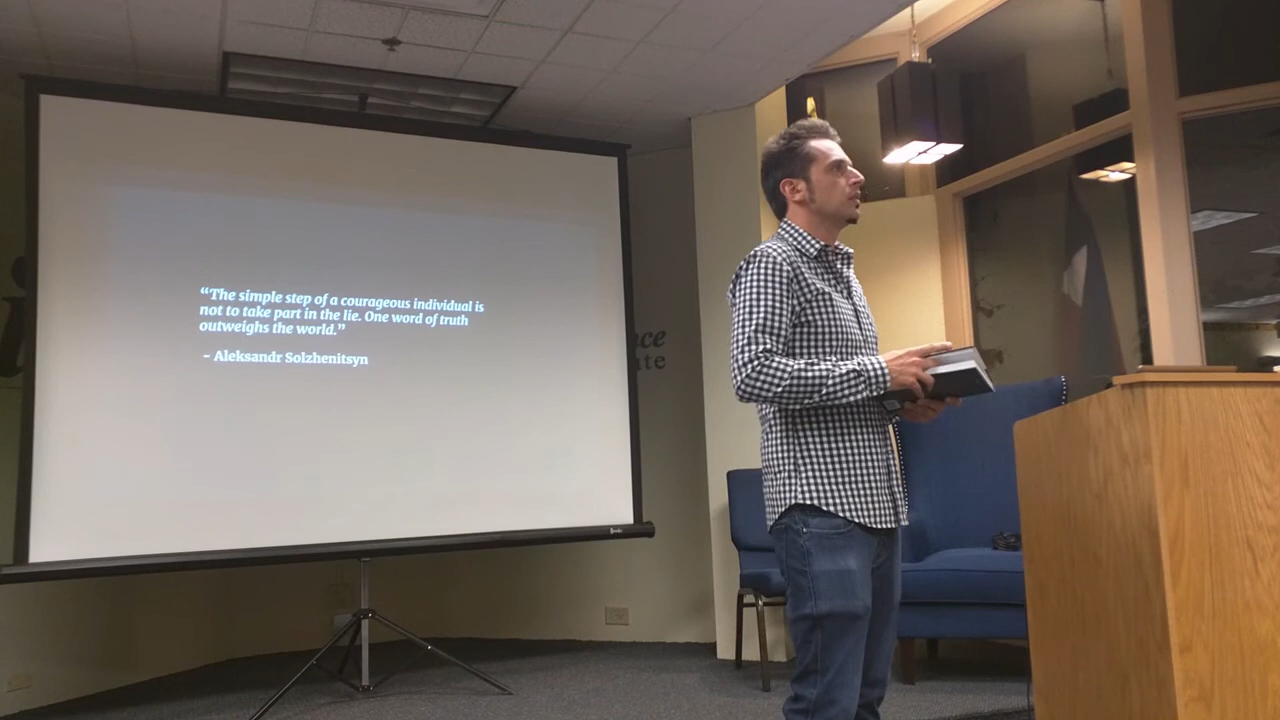 “The simple step of a courageous individual is
not to take part in the lie. One word of truth
outweighs the world.”
~ Aleksandr Solzhenitsyn